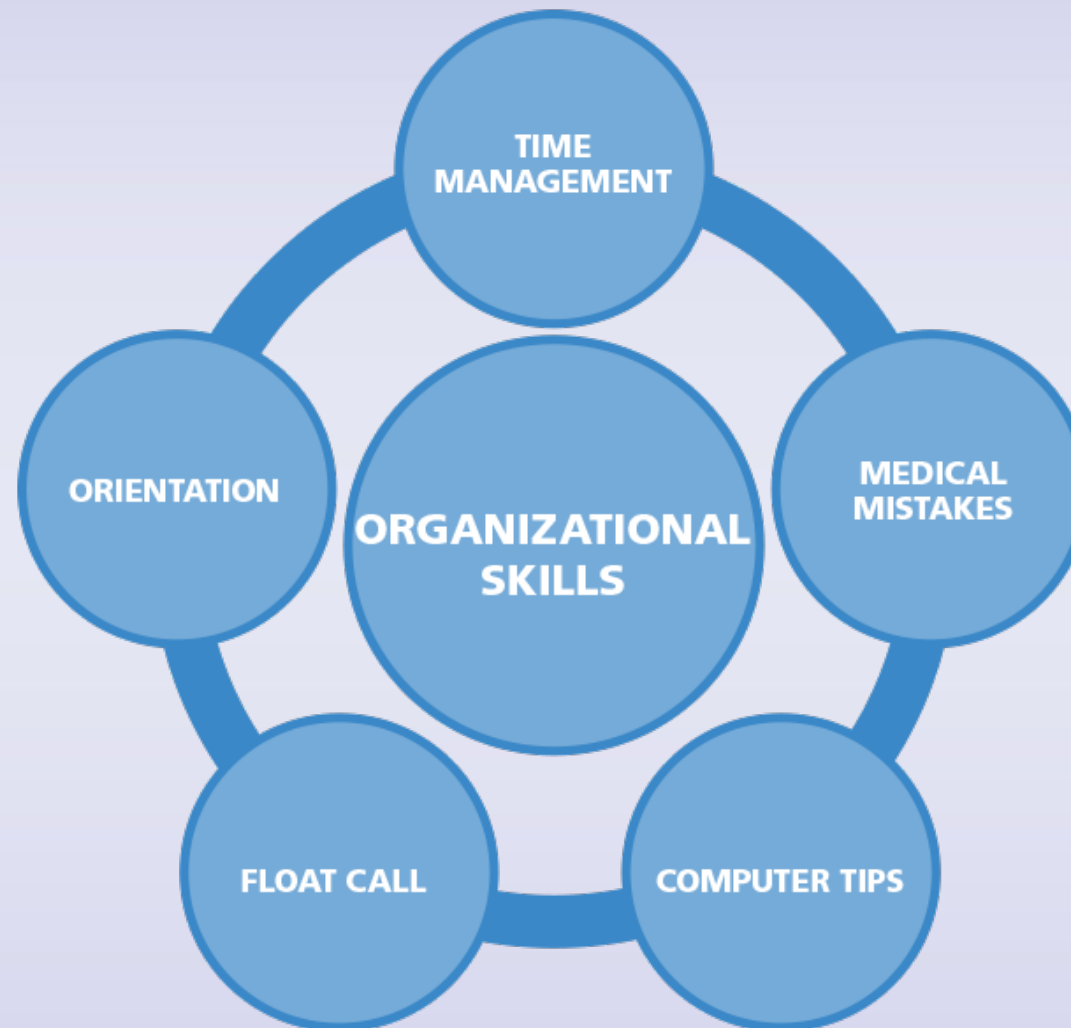 TIME
MANAGEMENT
MEDICAL
MISTAKES
ORIENTATION
ORGANIZATIONAL
SKILLS
FLOAT CALL
COMPUTER TIPS